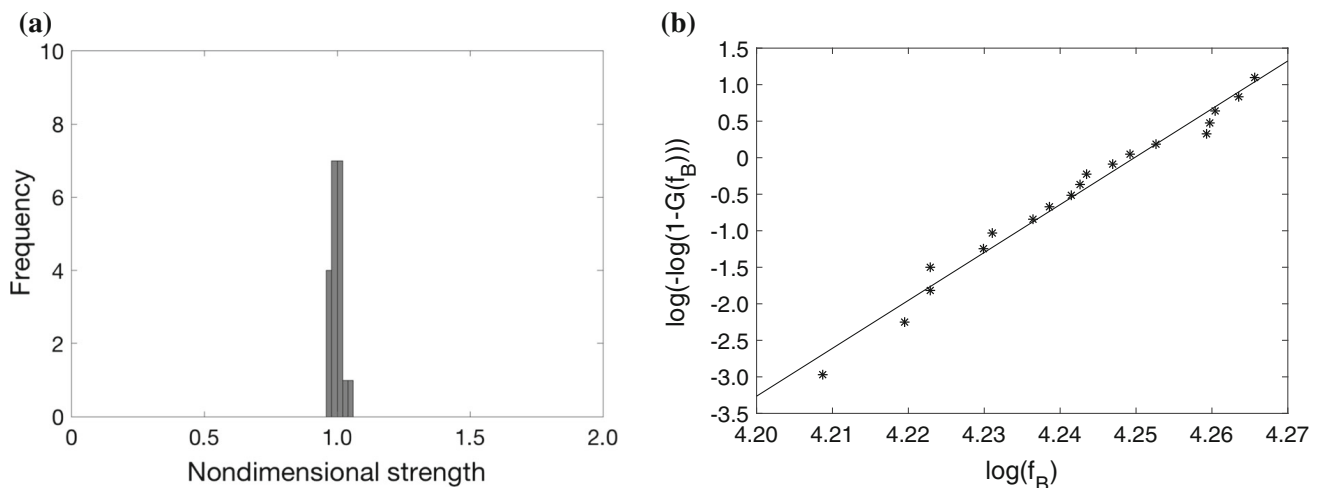 (a)
10
8
6
4
2
0
Frequency
0 0.5 1.0 1.5 2.0
Nondimensional strength
(b)
1.5
1.0
0.5
0
-0.5
-1.0
-1.5
-2.0
-2.5
-3.0
-3.5
log(-log(1-G(f_B)))
4.20 4.21 4.22 4.23 4.24 4.25 4.26 4.27
log(f_B)